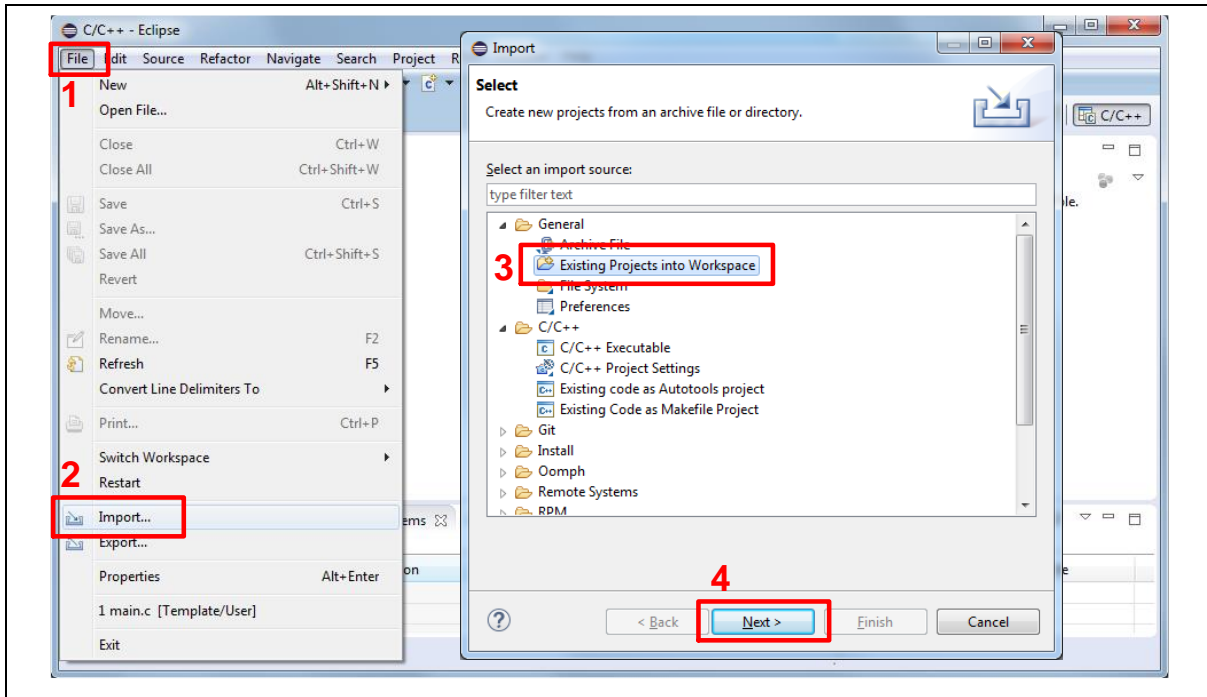 C/C++ - Eclipse
File Edit Source Refactor Navigate Search Project R
1
New Alt+Shift+N
Open File...
Close Ctrl+W
Close All Ctrl+Shift+W
Save Ctrl+S
Save As...
Save All Ctrl+Shift+S
Revert
Move...
Rename... F2
Refresh F5
Convert Line Delimiters To
Print... Ctrl+P
Switch Workspace
2
Restart
Import...
Export...
Properties Alt+Enter
1 main.c [Template/User]
Exit
ems
on
Import
Select
Create new projects from an archive file or directory.
Select an import source:
type filter text
General
Archive File
3
Existing Projects into Workspace
File System
Preferences
C/C++
C/C++ Executable
C/C++ Project Settings
Existing code as Autotools project
Existing Code as Makefile Project
Git
Install
Oomph
Remote Systems
RPM
4
? < Back Next > Finish Cancel
C/C++
ble.
e